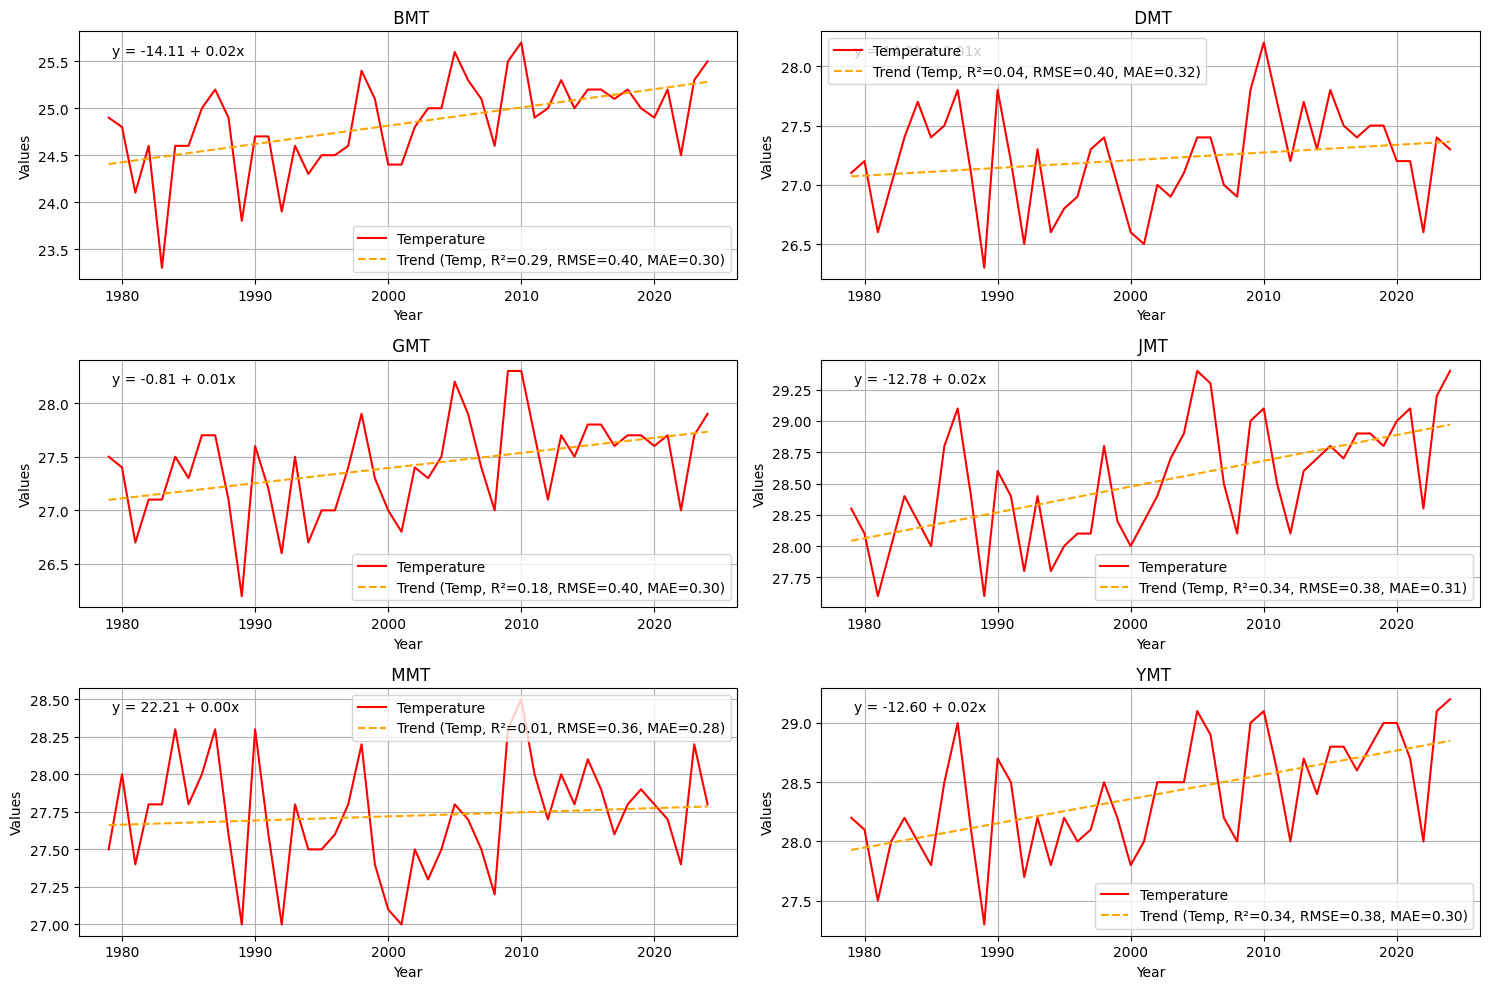 BMT
y = -14.11 + 0.02x
25.5
25.0
24.5
24.0
23.5
Values
Temperature
Trend (Temp, R²=0.29, RMSE=0.40, MAE=0.30)
1980
1990
2000
2010
2020
Year
DMT
Temperature
Trend (Temp, R²=0.04, RMSE=0.40, MAE=0.32)
28.0
27.5
27.0
26.5
Values
1980
1990
2000
2010
2020
Year
GMT
y = -0.81 + 0.01x
28.0
27.5
27.0
26.5
Values
Temperature
Trend (Temp, R²=0.18, RMSE=0.40, MAE=0.30)
1980
1990
2000
2010
2020
Year
JMT
y = -12.78 + 0.02x
29.25
29.00
28.75
28.50
28.25
28.00
27.75
Values
Temperature
Trend (Temp, R²=0.34, RMSE=0.38, MAE=0.31)
1980
1990
2000
2010
2020
Year
MMT
y = 22.21 + 0.00x
Temperature
Trend (Temp, R²=0.01, RMSE=0.36, MAE=0.28)
28.50
28.25
28.00
27.75
27.50
27.25
27.00
Values
1980
1990
2000
2010
2020
Year
YMT
y = -12.60 + 0.02x
29.0
28.5
28.0
27.5
Values
Temperature
Trend (Temp, R²=0.34, RMSE=0.38, MAE=0.30)
1980
1990
2000
2010
2020
Year